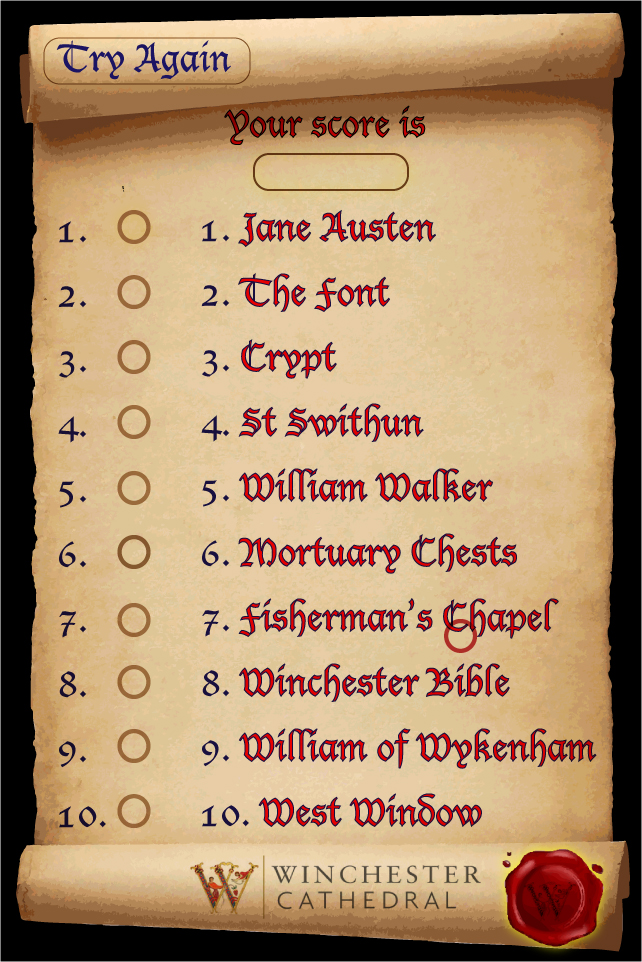 Try Again
Your score is
1. 1. Jane Austen
2. 2. The Font
3. 3. Crypt
4. 4. St Swithun
5. 5. William Walker
6. 6. Mortuary Chests
7. 7. Fisherman's Chapel
8. 8. Winchester Bible
9. 9. William of Wykenham
10. 10. West Window
W WINCHESTER
CATHEDRAL
W